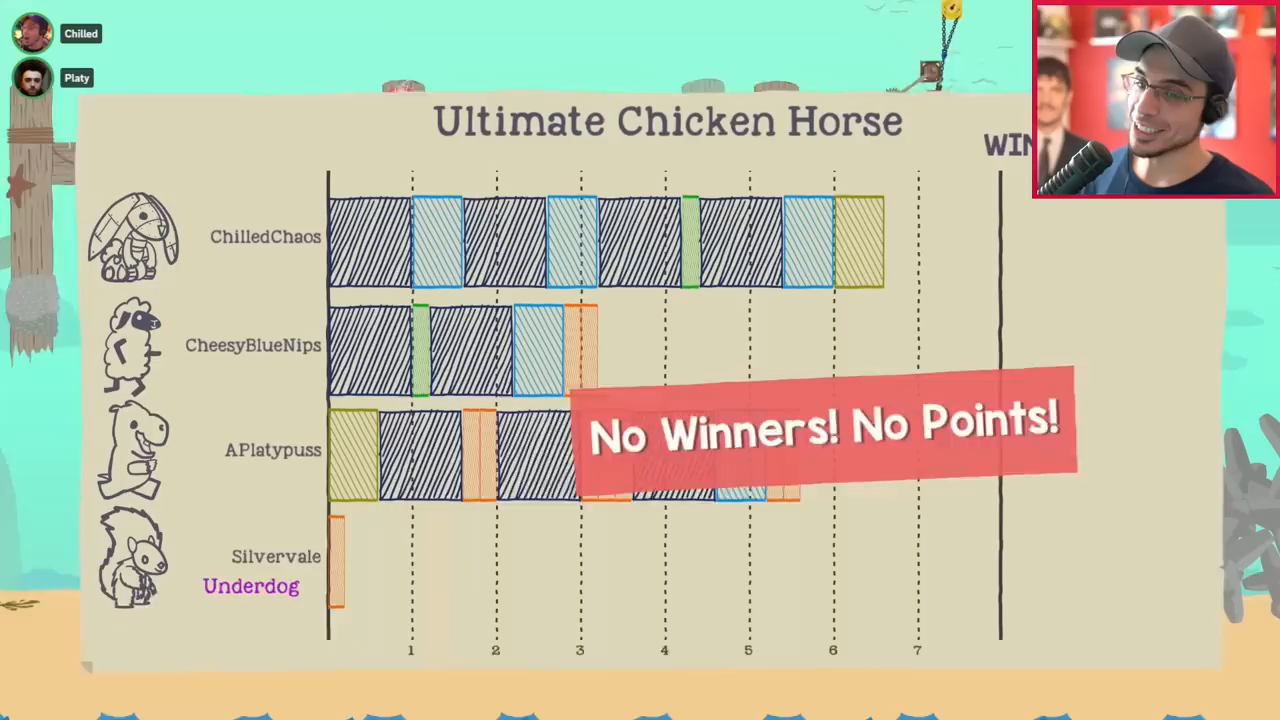 Chilled
Platy
Ultimate Chicken Horse
WIN
ChilledChaos
CheesyBlueNips
APlatypuss
No Winners! No Points!
Silvervale
Underdog
1 2 3 4 5 6 7